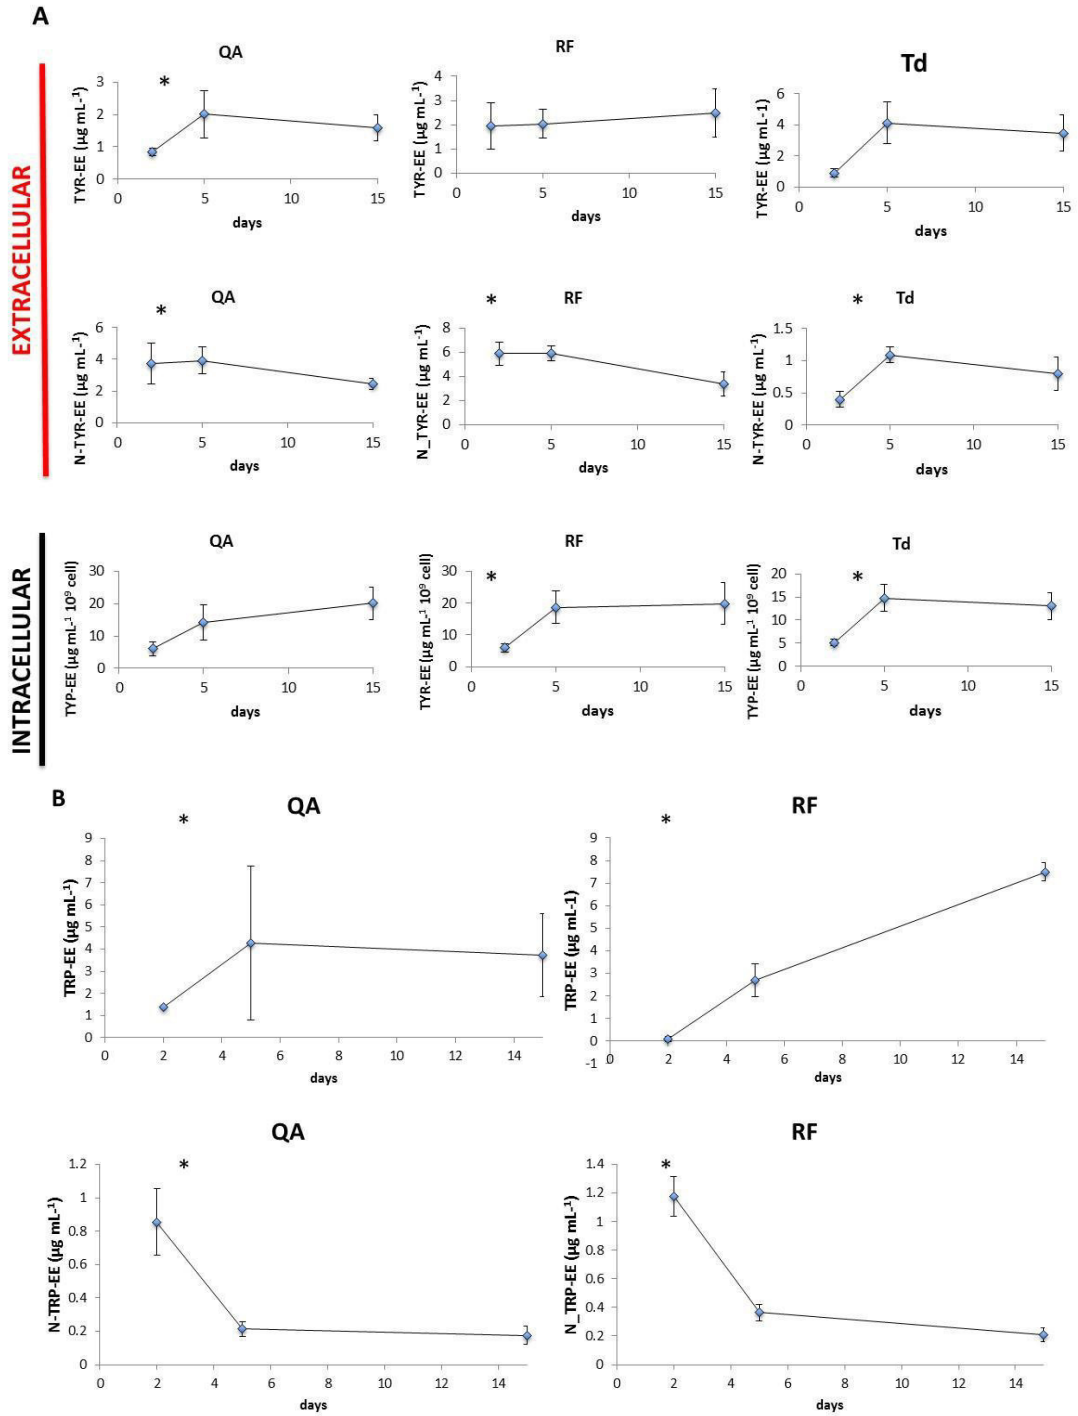 A
EXTRACELLULAR
QA
*
TYR-EE (µg mL-¹)
3
2
1
0
0 5 10 15
days
RF
TYR-EE (µg mL-¹)
4
3
2
1
0
0 5 10 15
days
Td
TYR-EE (µg mL-1)
6
4
2
0
0 5 10 15
days
QA
*
N-TYR-EE (µg mL-¹)
6
4
2
0
0 5 10 15
days
* RF
N_TYR-EE (µg mL-¹)
8
6
4
2
0
0 5 10 15
days
* Td
N-TYR-EE (µg mL-¹)
1.5
1
0.5
0
0 5 10 15
days
INTRACELLULAR
QA
TYP-EE (µg mL-¹ 10⁹ cell)
30
20
10
0
0 5 10 15
days
RF
*
TYR-EE (µg mL-¹ 10⁹ cell)
30
20
10
0
0 5 10 15
days
Td
*
TYP-EE (µg mL-¹ 10⁹ cell)
20
15
10
5
0
0 5 10 15
days
B
QA
*
TRP-EE (µg mL-¹)
9
8
7
6
5
4
3
2
1
0
0 2 4 6 8 10 12 14
days
RF
*
TRP-EE (µg mL-1)
9
8
7
6
5
4
3
2
1
0
-1
0 2 4 6 8 10 12 14
days
QA
*
N-TRP-EE (µg mL-¹)
1.2
1
0.8
0.6
0.4
0.2
0
0 2 4 6 8 10 12 14
days
RF
*
N_TRP-EE (µg mL-¹)
1.4
1.2
1
0.8
0.6
0.4
0.2
0
0 2 4 6 8 10 12 14
days